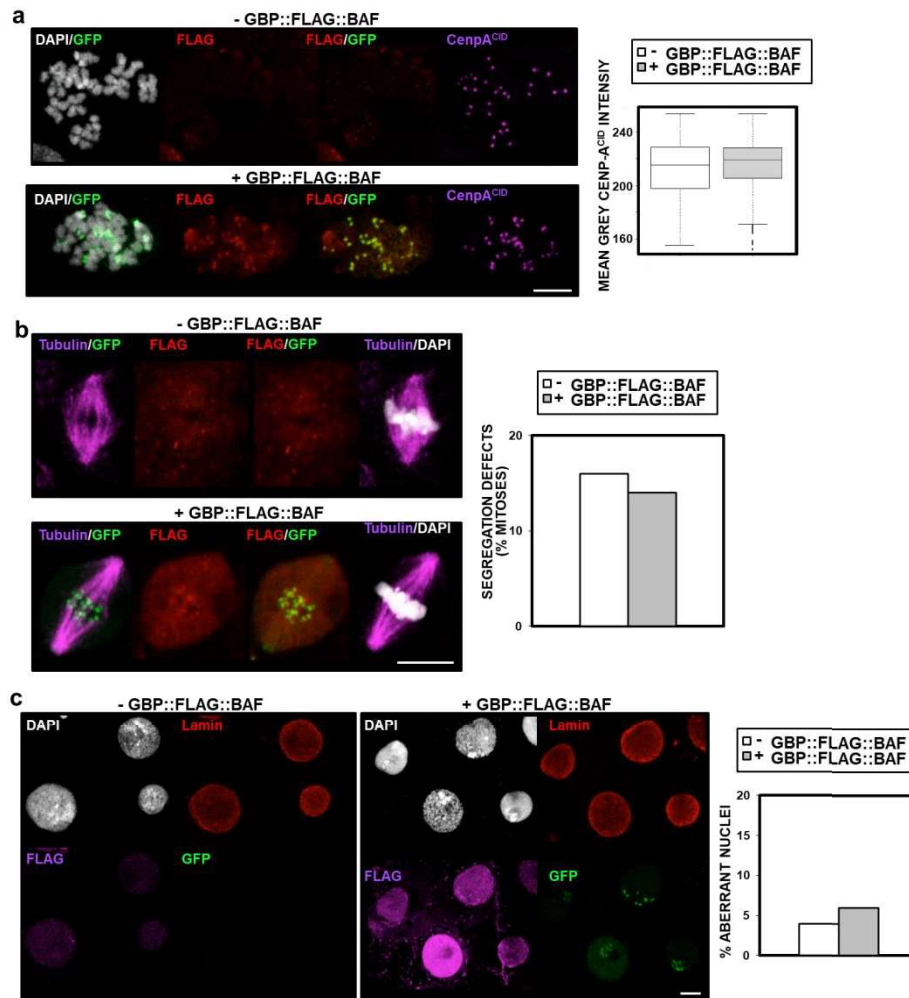 a
- GBP::FLAG::BAF
DAPI/GFP FLAG FLAG/GFP CenpA^CID
+ GBP::FLAG::BAF
DAPI/GFP FLAG FLAG/GFP CenpA^CID
- GBP::FLAG::BAF
+ GBP::FLAG::BAF
MEAN GREY CENP-A^CID INTENSIY
240
200
160
b
- GBP::FLAG::BAF
Tubulin/GFP FLAG FLAG/GFP Tubulin/DAPI
+ GBP::FLAG::BAF
Tubulin/GFP FLAG FLAG/GFP Tubulin/DAPI
- GBP::FLAG::BAF
+ GBP::FLAG::BAF
SEGREGATION DEFECTS
(% MITOSES)
20
10
0
c
- GBP::FLAG::BAF
DAPI Lamin
FLAG GFP
+ GBP::FLAG::BAF
DAPI Lamin
FLAG GFP
- GBP::FLAG::BAF
+ GBP::FLAG::BAF
% ABERRANT NUCLEI
20
15
10
5
0